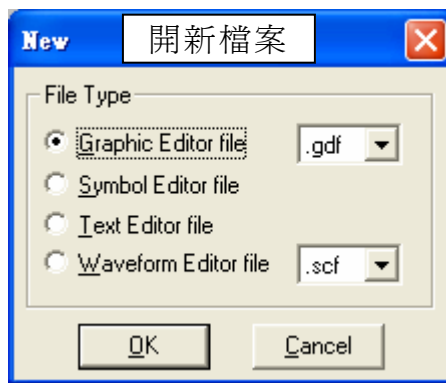 New 開新檔案
File Type
Graphic Editor file .gdf
Symbol Editor file
Text Editor file
Waveform Editor file .scf
OK Cancel